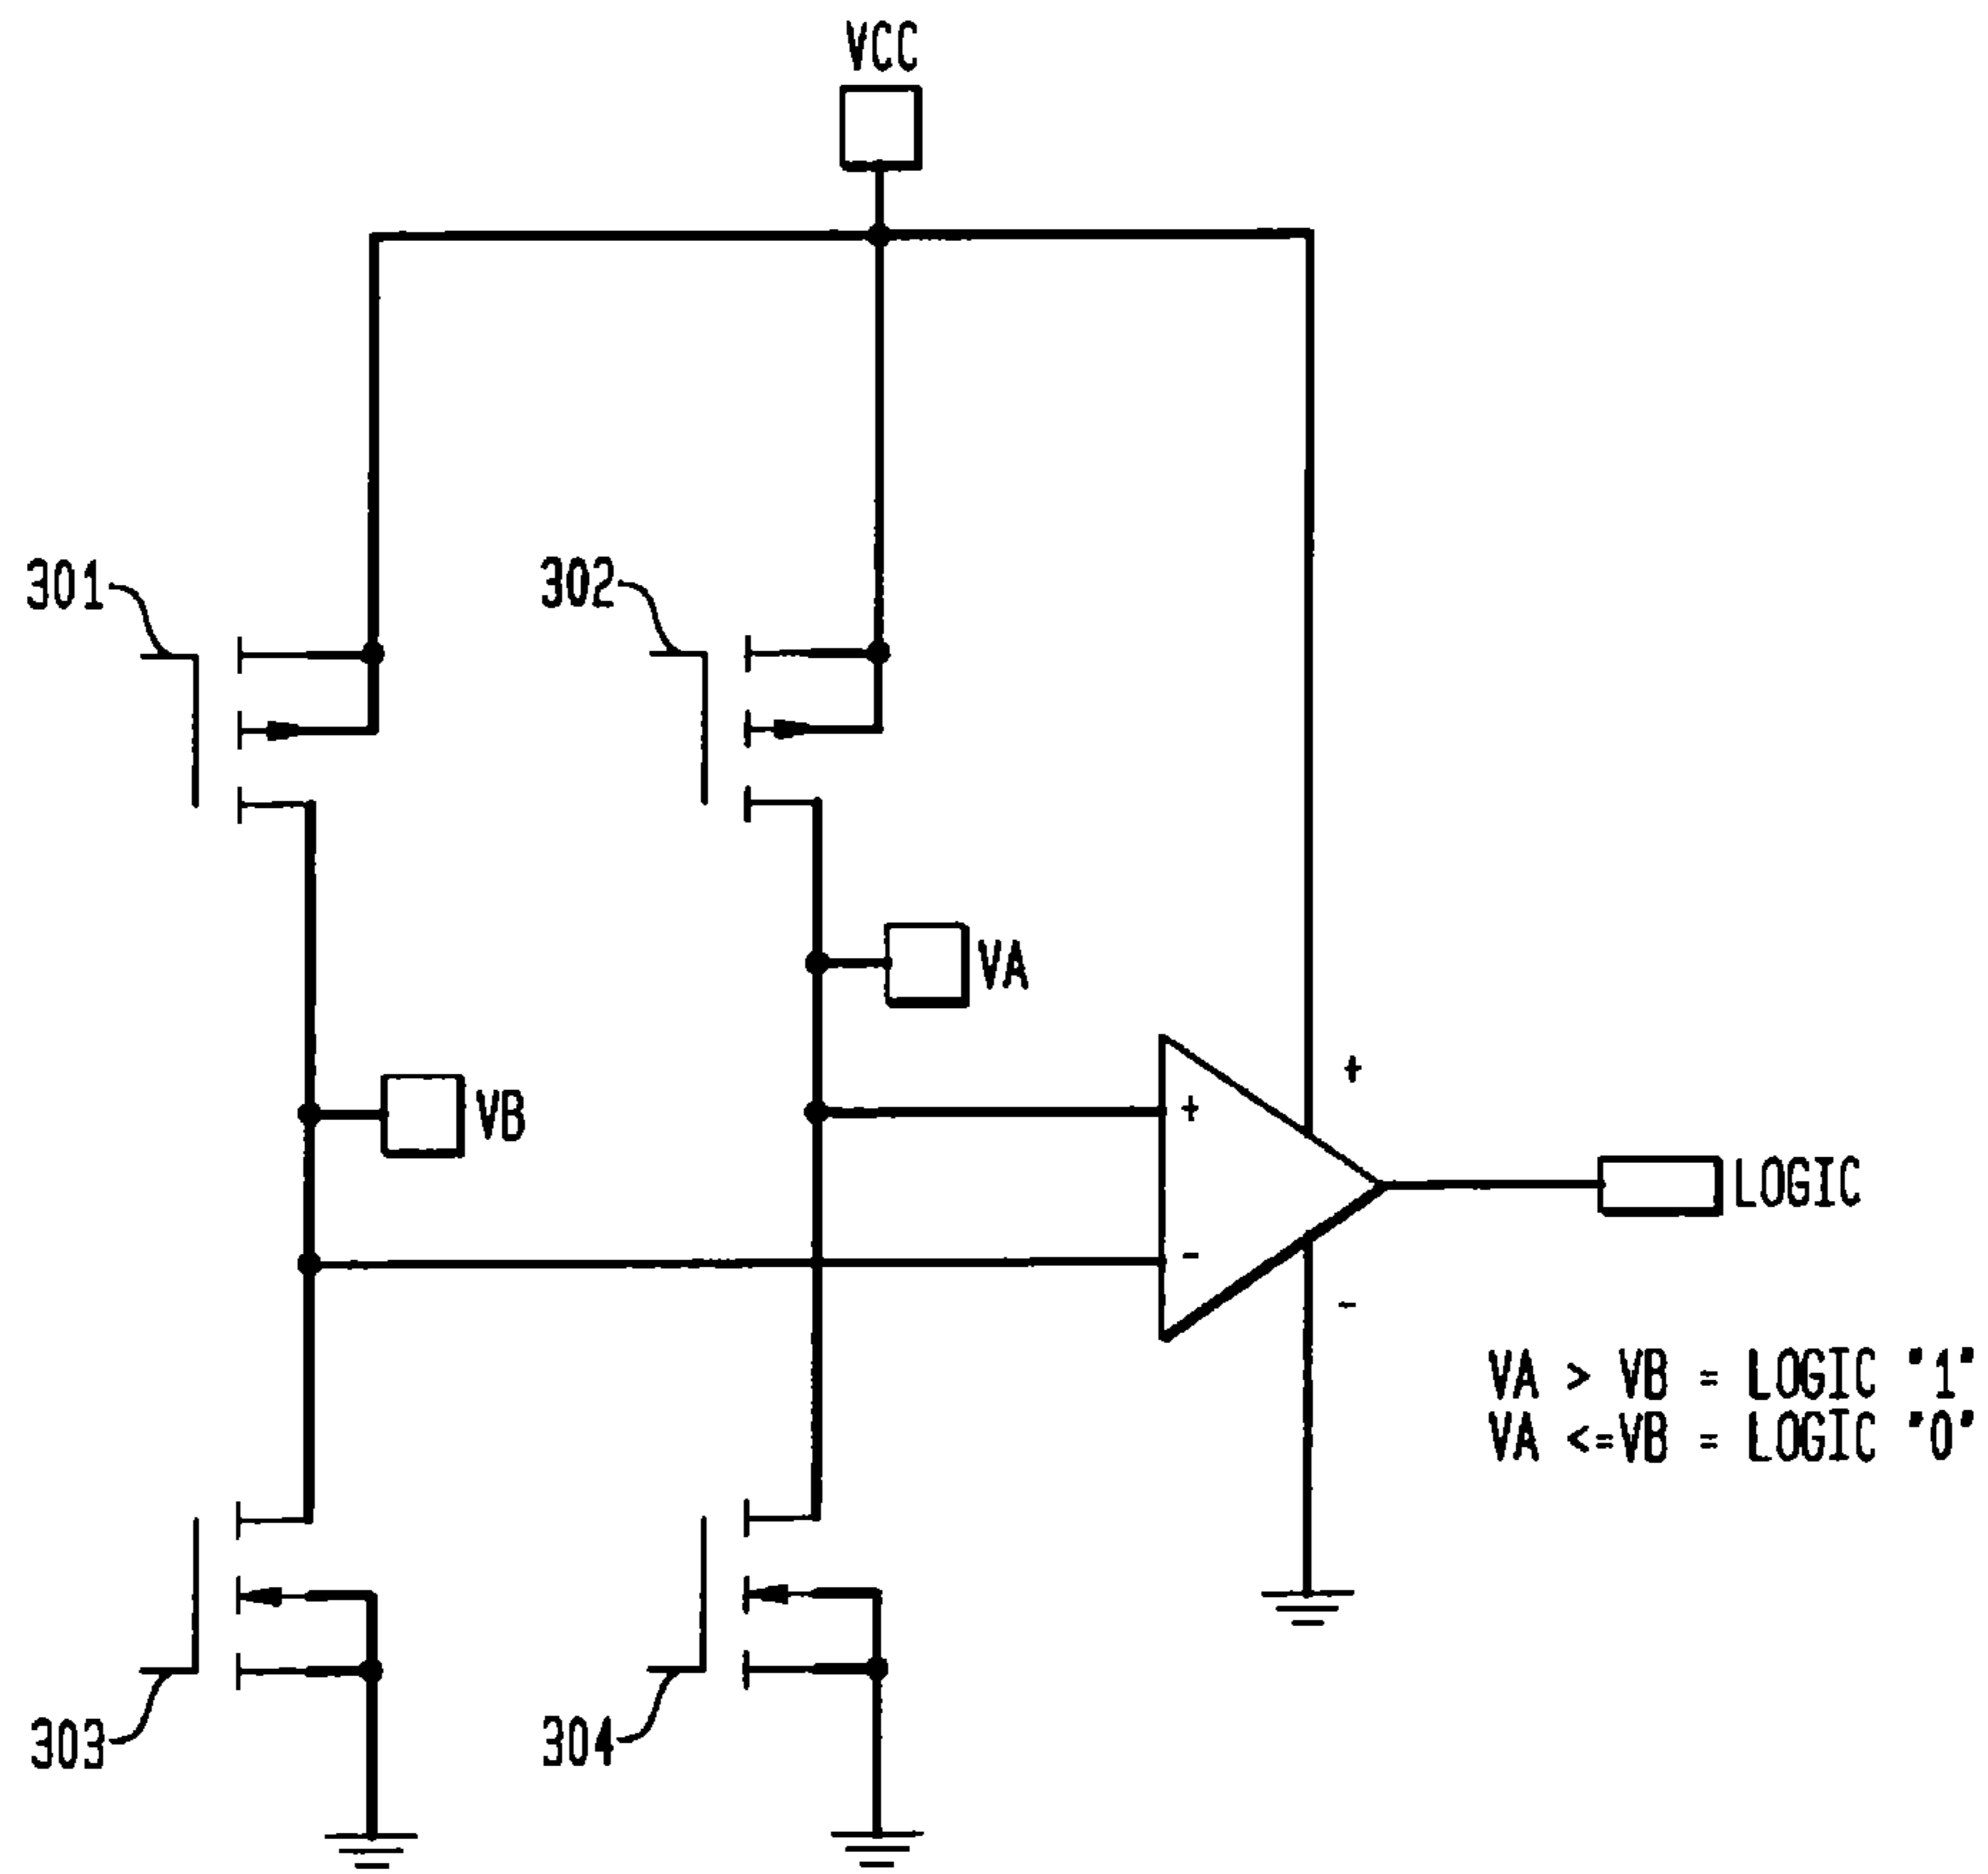 VCC
301
302
VA
+
+
VB
LOGIC
-
-
VA > VB = LOGIC "1"
VA <=VB = LOGIC "0"
303
304